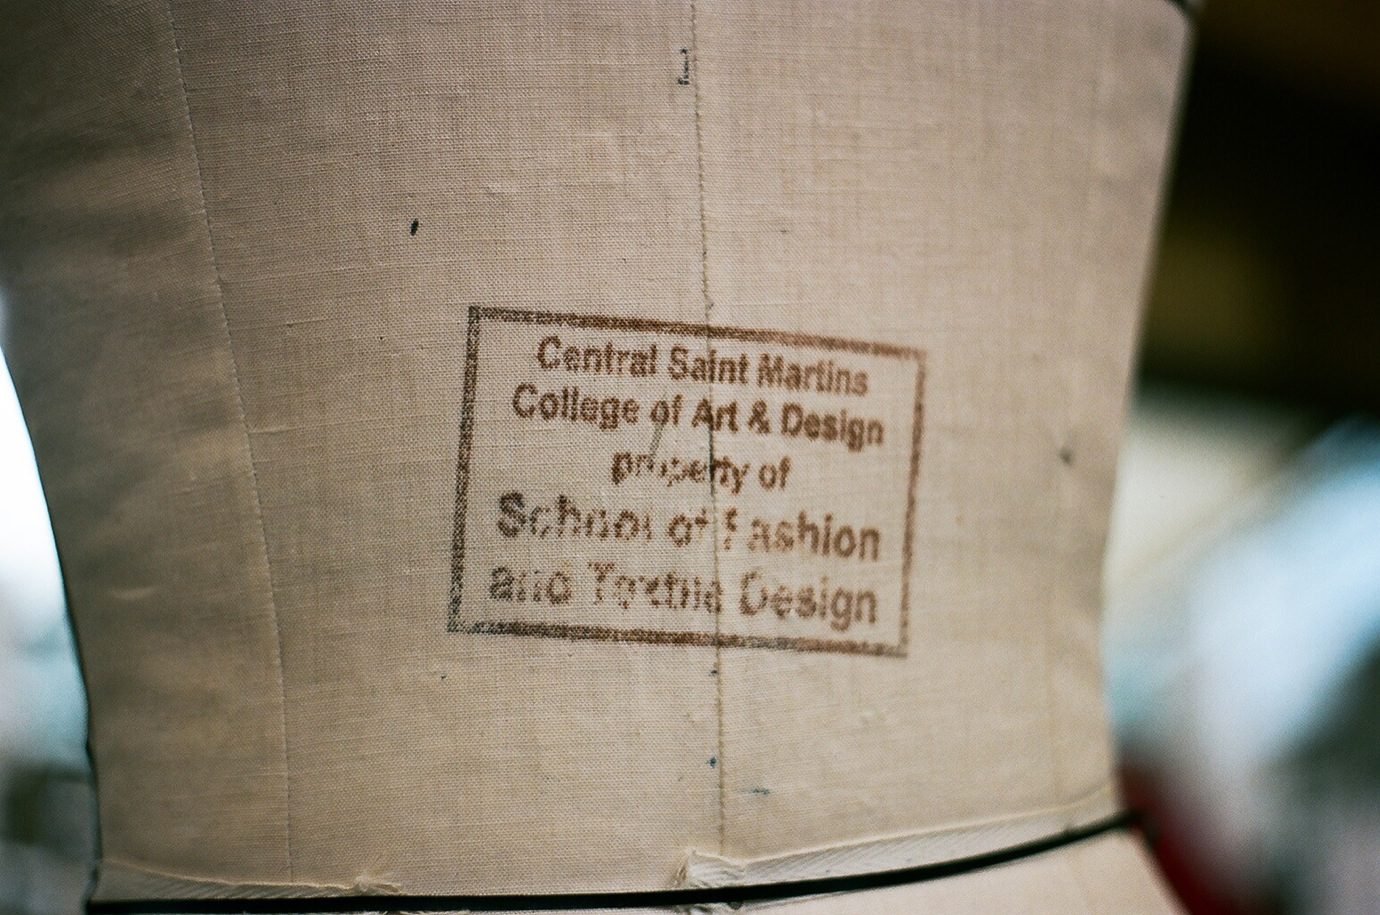 Central Saint Martins
College of Art & Design
property of
School of Fashion
and Textile Design